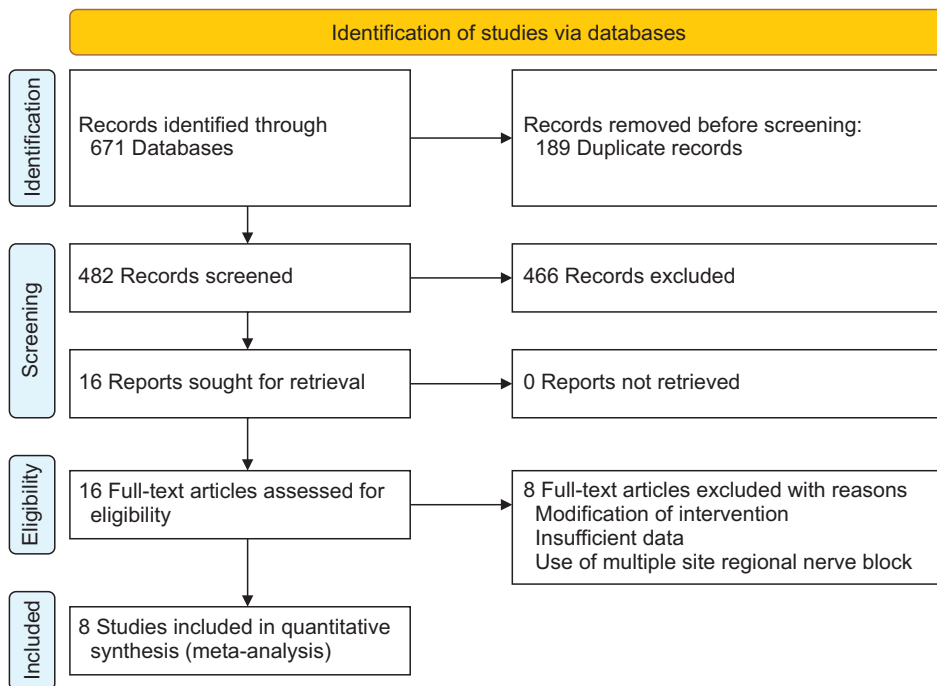 Identification of studies via databases
Identification
Records identified through
671 Databases
Records removed before screening:
189 Duplicate records
Screening
482 Records screened
466 Records excluded
16 Reports sought for retrieval
0 Reports not retrieved
Eligibility
16 Full-text articles assessed for
eligibility
8 Full-text articles excluded with reasons
Modification of intervention
Insufficient data
Use of multiple site regional nerve block
Included
8 Studies included in quantitative
synthesis (meta-analysis)